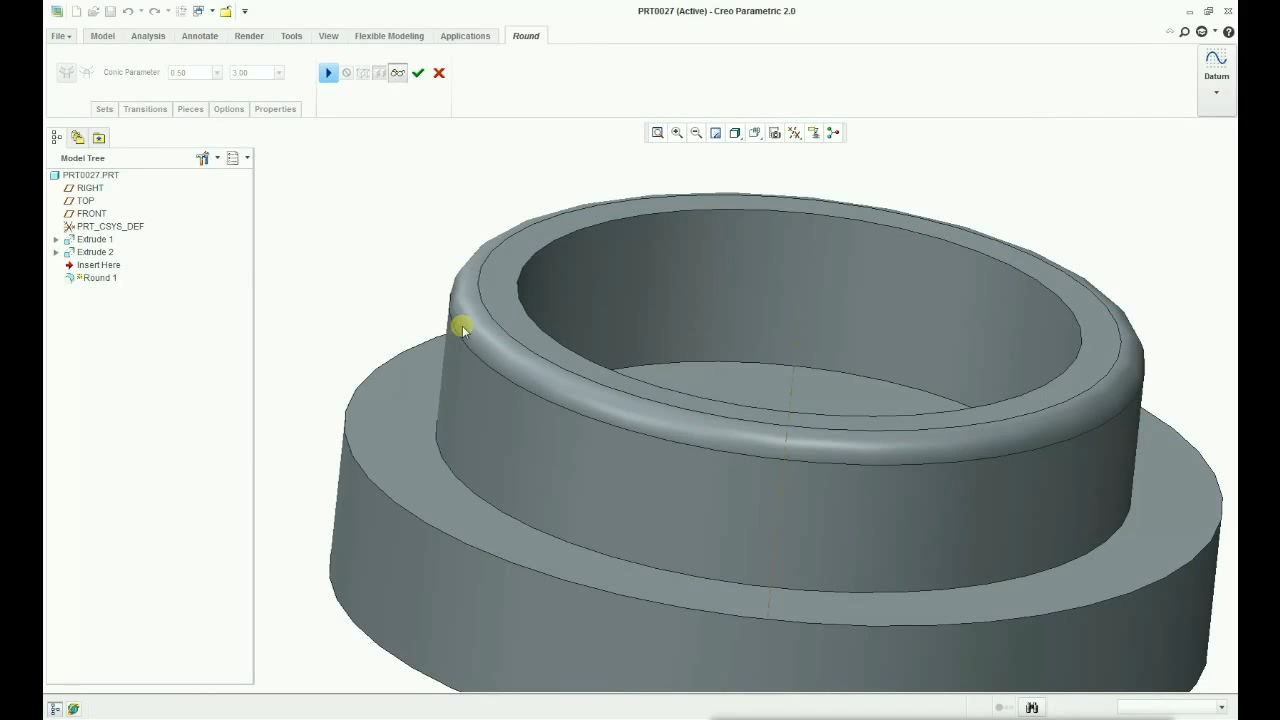 PRT0027 (Active) - Creo Parametric 2.0
File Model Analysis Annotate Render Tools View Flexible Modeling Applications Round
Conic Parameter 0.50 3.00
Datum
Sets Transitions Pieces Options Properties
Model Tree
PRT0027.PRT
RIGHT
TOP
FRONT
PRT_CSYS_DEF
Extrude 1
Extrude 2
Insert Here
Round 1